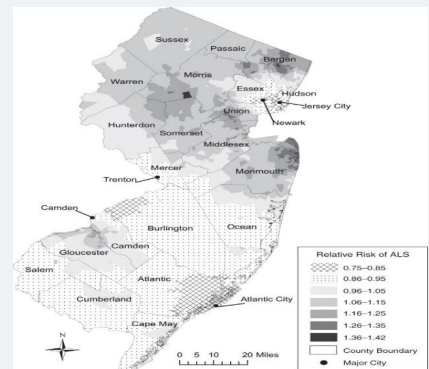 Sussex
Passaic
Bergen
Warren
Morris
Essex
Hudson
Jersey City
Newark
Union
Hunterdon
Somerset
Middlesex
Mercer
Trenton
Monmouth
Camden
Burlington
Ocean
Camden
Gloucester
Salem
Atlantic
Cumberland
Atlantic City
Cape May
N
0 10 20 Miles
Relative Risk of ALS
0.75–0.85
0.86–0.95
0.96–1.05
1.06–1.15
1.16–1.25
1.26–1.35
1.36–1.42
County Boundary
Major City